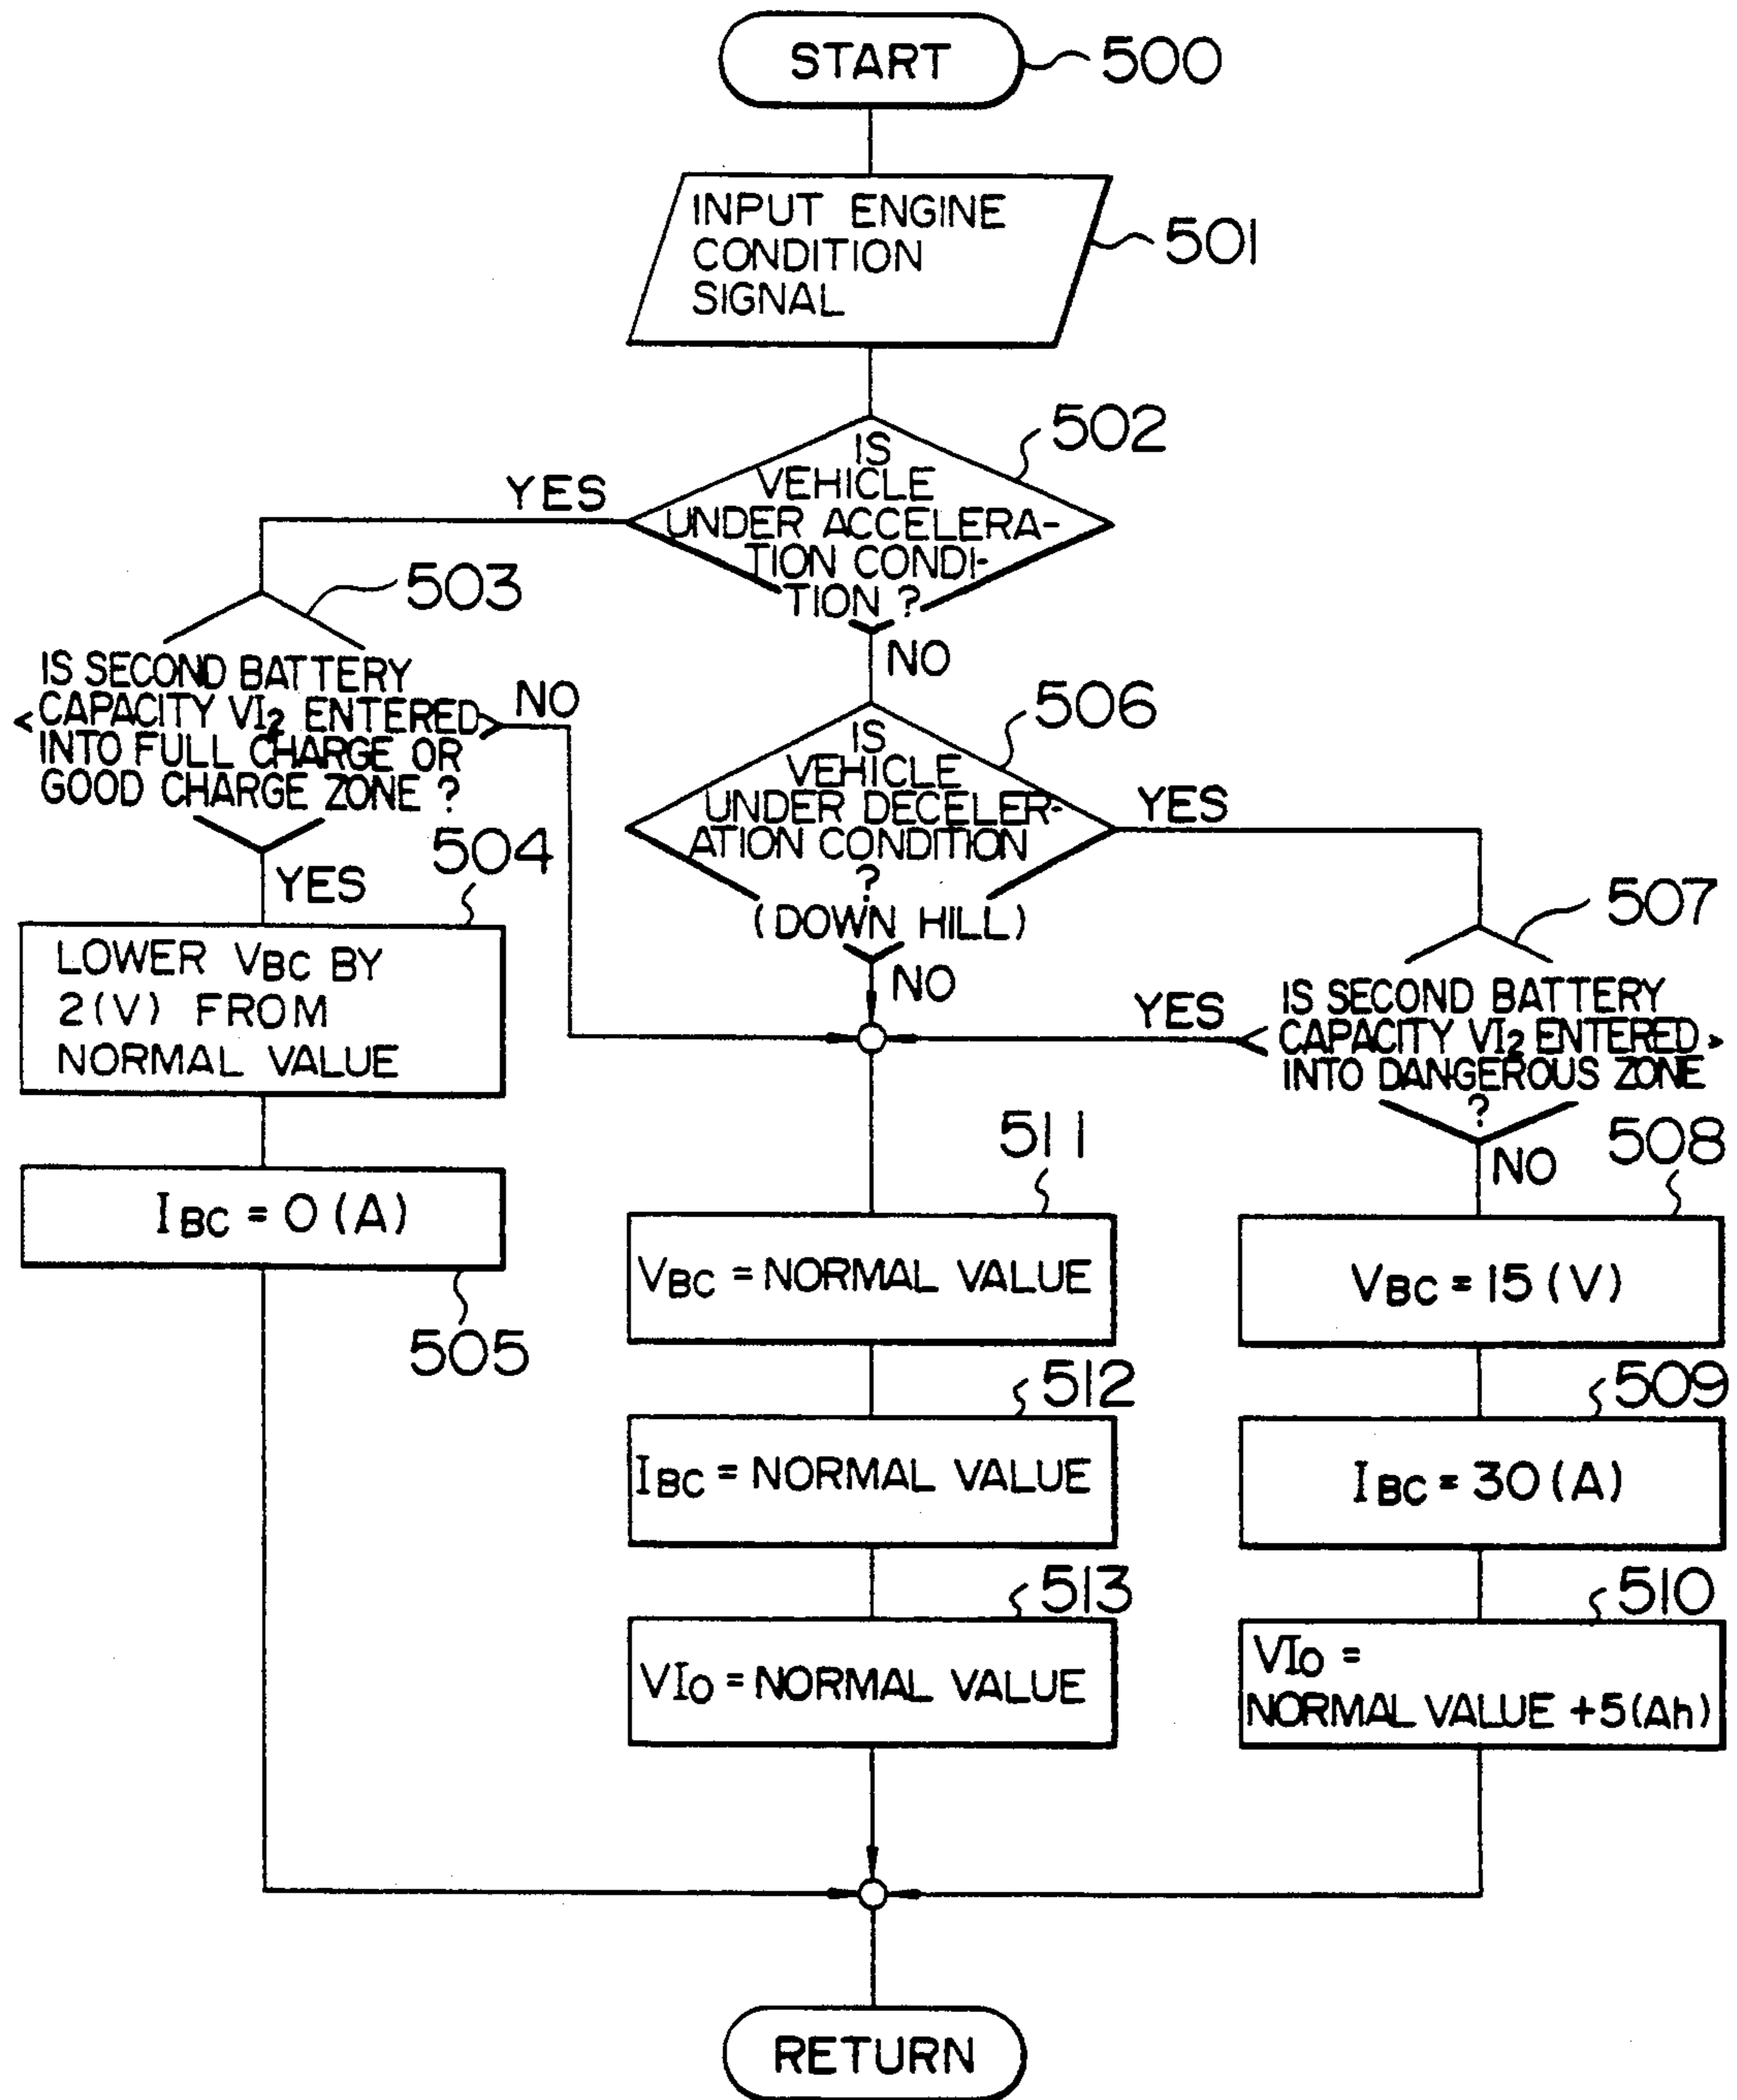 START
500
INPUT ENGINE
CONDITION
SIGNAL
501
502
IS
VEHICLE
UNDER ACCELERA-
TION CONDI-
TION ?
YES
NO
503
IS SECOND BATTERY
CAPACITY VI2 ENTERED
INTO FULL CHARGE OR
GOOD CHARGE ZONE ?
NO
YES
504
LOWER VBC BY
2(V) FROM
NORMAL VALUE
IBC = 0 (A)
505
506
IS
VEHICLE
UNDER DECELER-
ATION CONDITION
?
(DOWN HILL)
YES
NO
507
IS SECOND BATTERY
CAPACITY VI2 ENTERED
INTO DANGEROUS ZONE
?
YES
NO
508
VBC = 15 (V)
509
IBC = 30 (A)
510
VIO =
NORMAL VALUE +5(Ah)
511
VBC = NORMAL VALUE
512
IBC = NORMAL VALUE
513
VIO = NORMAL VALUE
RETURN